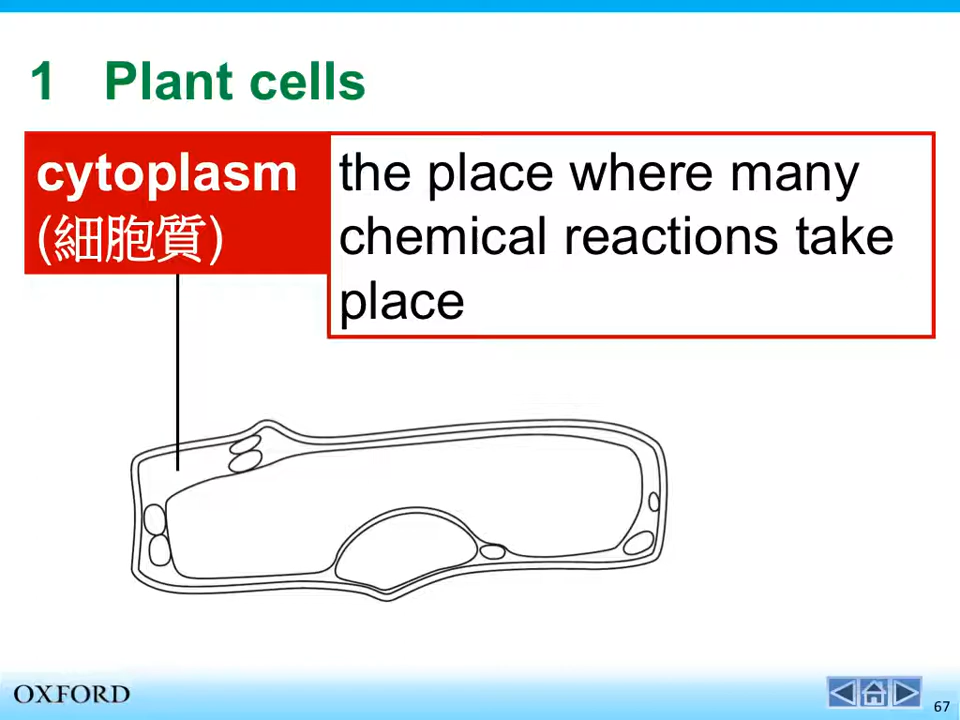 1 Plant cells
cytoplasm
(細胞質)
the place where many
chemical reactions take
place
OXFORD
67